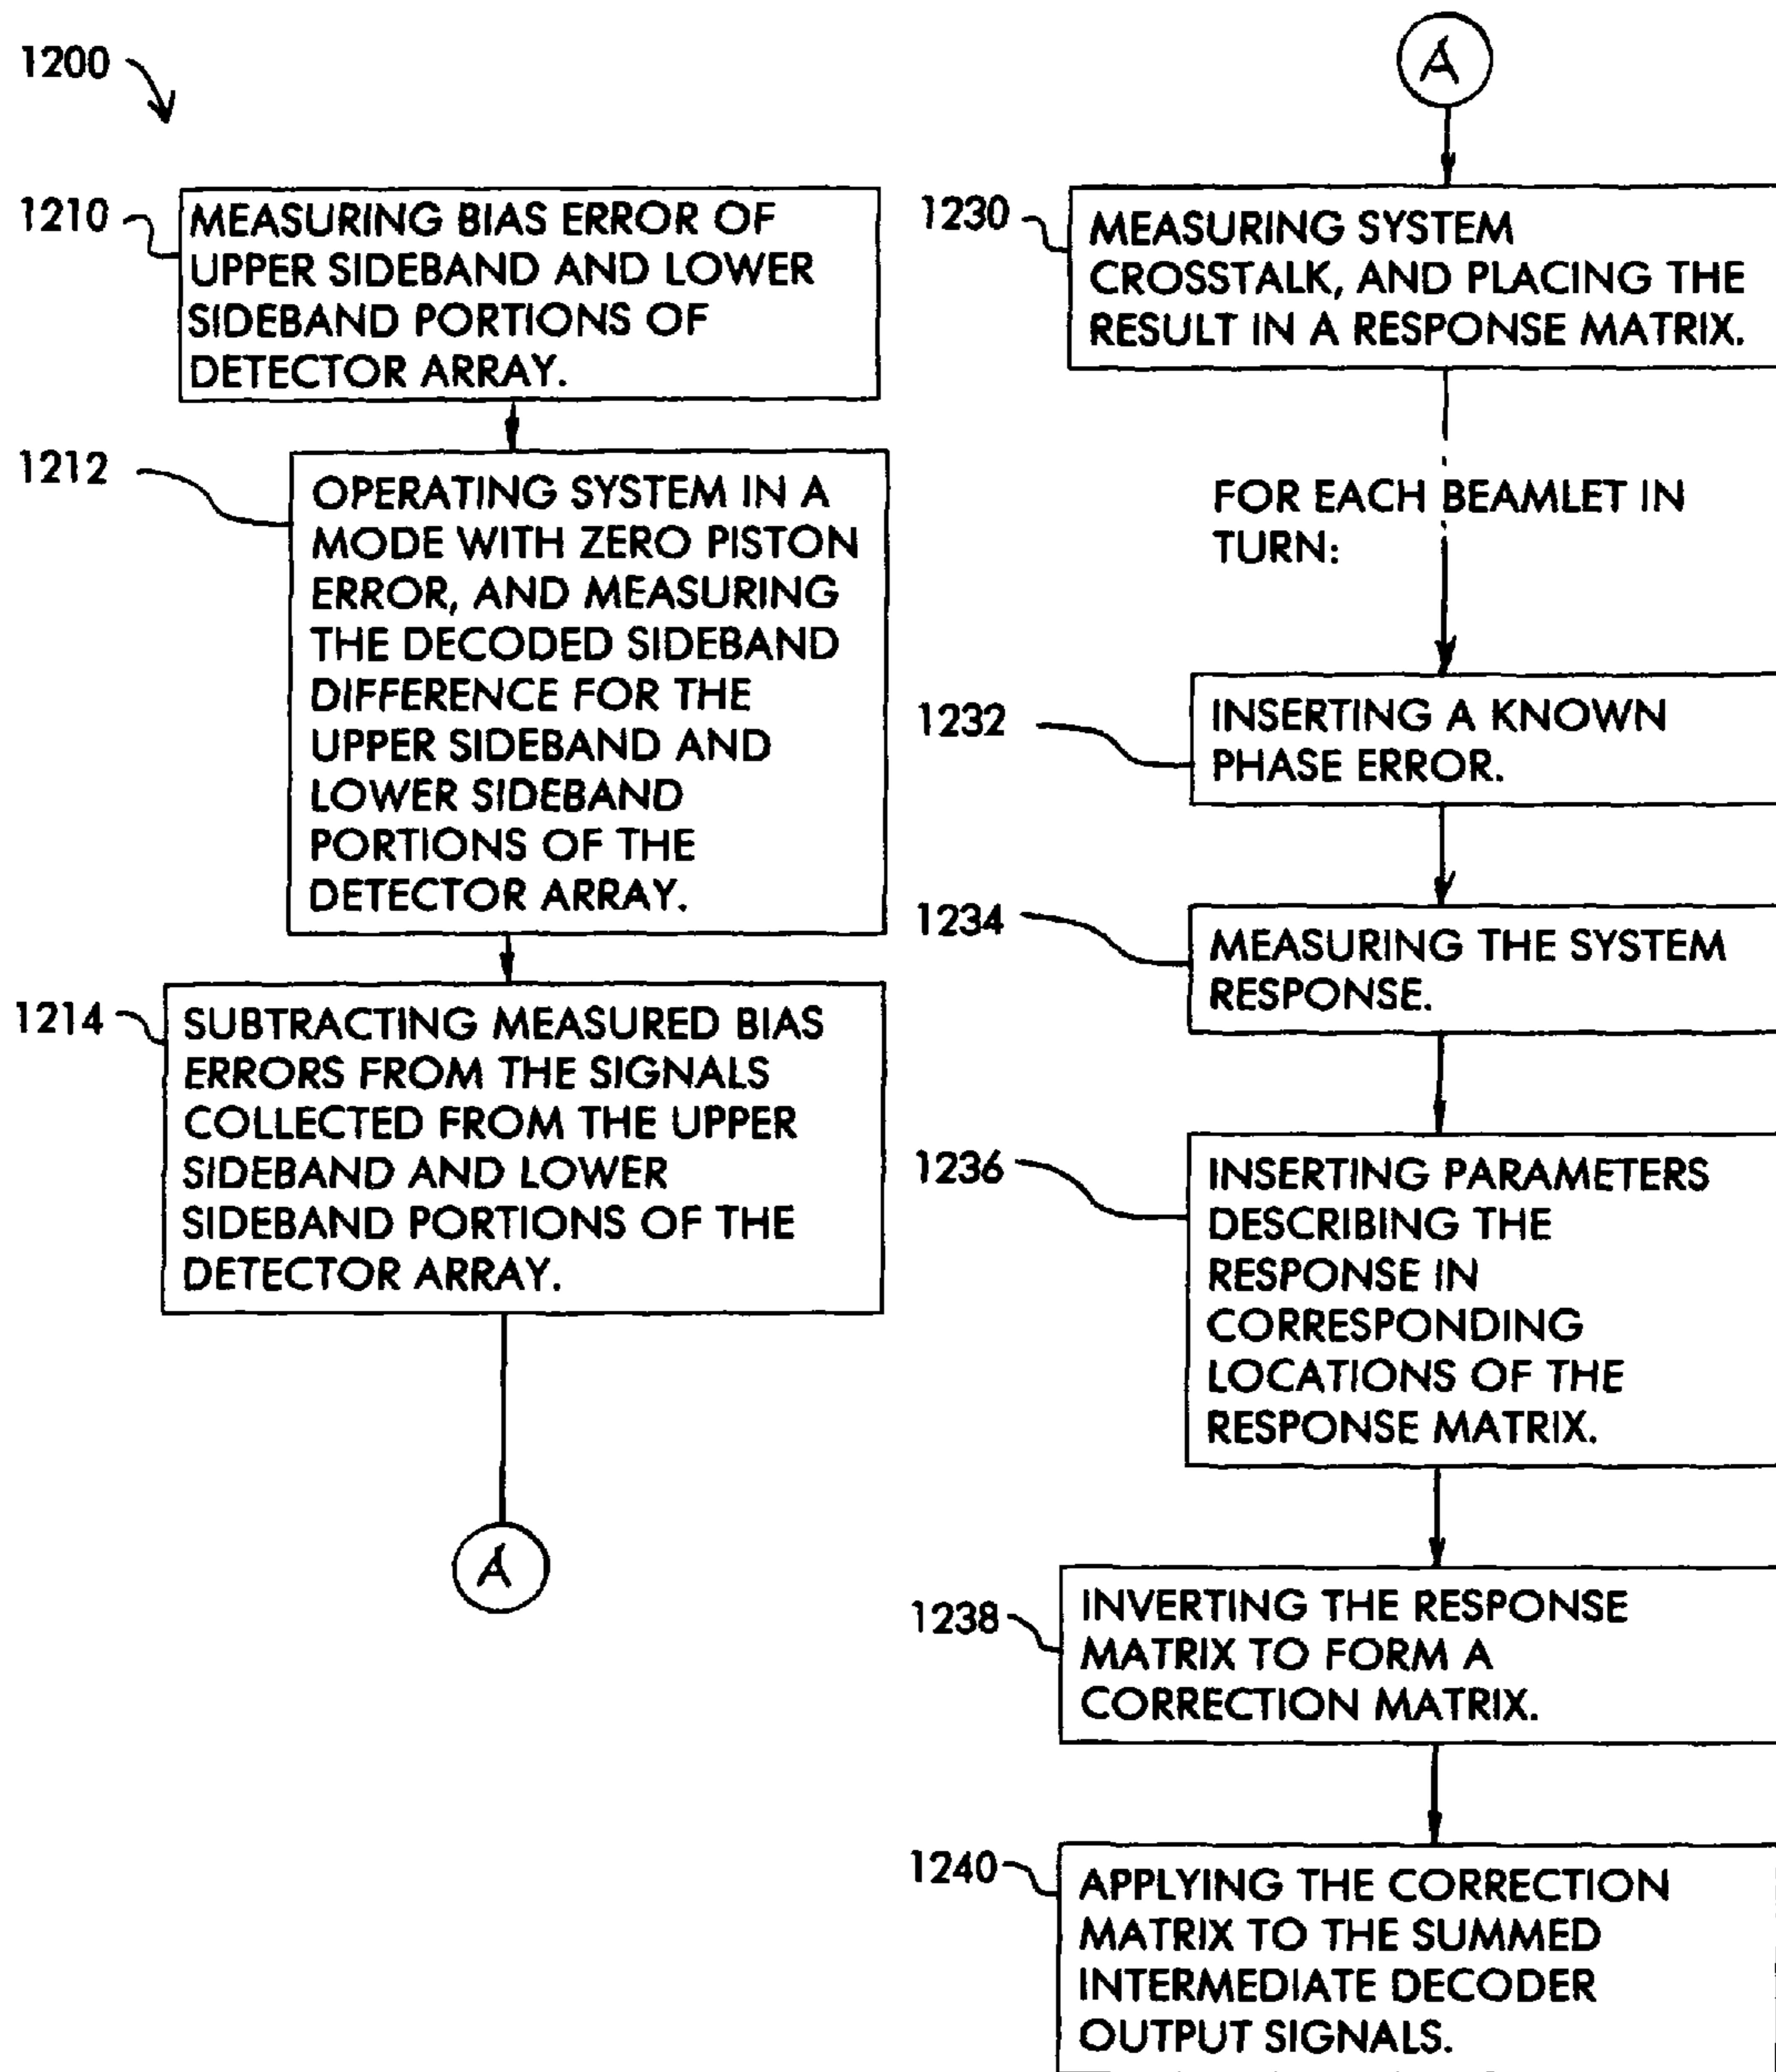 1200
1210
MEASURING BIAS ERROR OF
UPPER SIDEBAND AND LOWER
SIDEBAND PORTIONS OF
DETECTOR ARRAY.
1212
OPERATING SYSTEM IN A
MODE WITH ZERO PISTON
ERROR, AND MEASURING
THE DECODED SIDEBAND
DIFFERENCE FOR THE
UPPER SIDEBAND AND
LOWER SIDEBAND
PORTIONS OF THE
DETECTOR ARRAY.
1214
SUBTRACTING MEASURED BIAS
ERRORS FROM THE SIGNALS
COLLECTED FROM THE UPPER
SIDEBAND AND LOWER
SIDEBAND PORTIONS OF THE
DETECTOR ARRAY.
A
A
1230
MEASURING SYSTEM
CROSSTALK, AND PLACING THE
RESULT IN A RESPONSE MATRIX.
FOR EACH BEAMLET IN
TURN:
1232
INSERTING A KNOWN
PHASE ERROR.
1234
MEASURING THE SYSTEM
RESPONSE.
1236
INSERTING PARAMETERS
DESCRIBING THE
RESPONSE IN
CORRESPONDING
LOCATIONS OF THE
RESPONSE MATRIX.
1238
INVERTING THE RESPONSE
MATRIX TO FORM A
CORRECTION MATRIX.
1240
APPLYING THE CORRECTION
MATRIX TO THE SUMMED
INTERMEDIATE DECODER
OUTPUT SIGNALS.